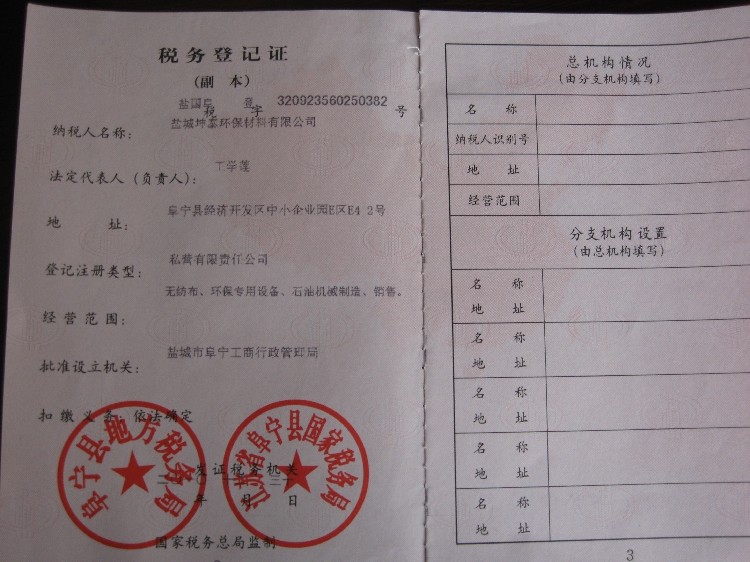 税务登记证
(副 本)
盐国阜 登
税 字 320923560250382 号
纳税人名称: 盐城坤泰环保材料有限公司
法定代表人(负责人): 丁学莲
地 址: 阜宁县经济开发区中小企业园E区E4 2号
登记注册类型: 私营有限责任公司
经营范围: 无纺布、环保专用设备、石油机械制造、销售。
批准设立机关: 盐城市阜宁工商行政管理局
扣缴义务: 依法确定
阜宁县地方税务局
江苏省阜宁县国家税务局
发证税务机关
年 月 日
国家税务总局监制
总机构情况
(由分支机构填写)
名 称
纳税人识别号
地 址
经营范围
分支机构设置
(由总机构填写)
名 称
地 址
名 称
地 址
名 称
地 址
名 称
地 址
名 称
地 址
3